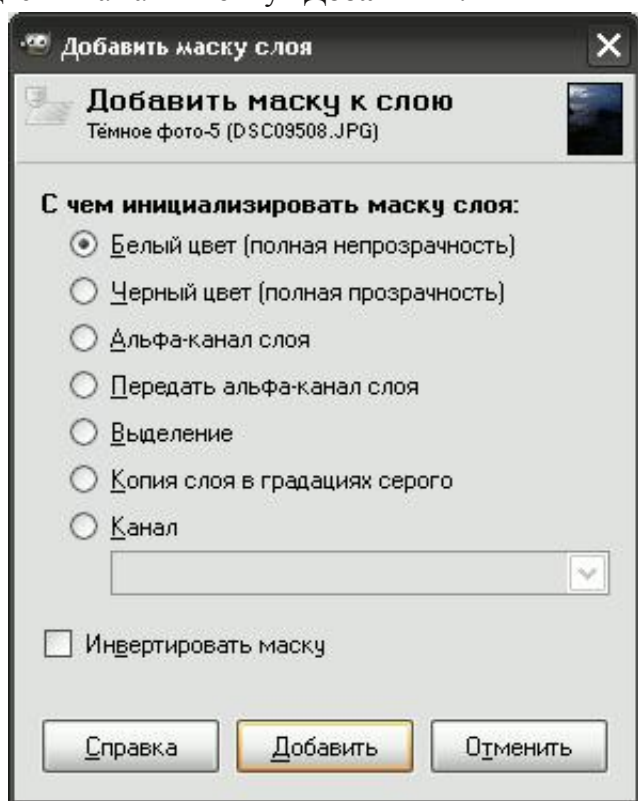 Добавить маску слоя
Добавить маску к слою
Тёмное фото-5 (DSC09508.JPG)
С чем инициализировать маску слоя:
Белый цвет (полная непрозрачность)
Черный цвет (полная прозрачность)
Альфа-канал слоя
Передать альфа-канал слоя
Выделение
Копия слоя в градациях серого
Канал
Инвертировать маску
Справка Добавить Отменить